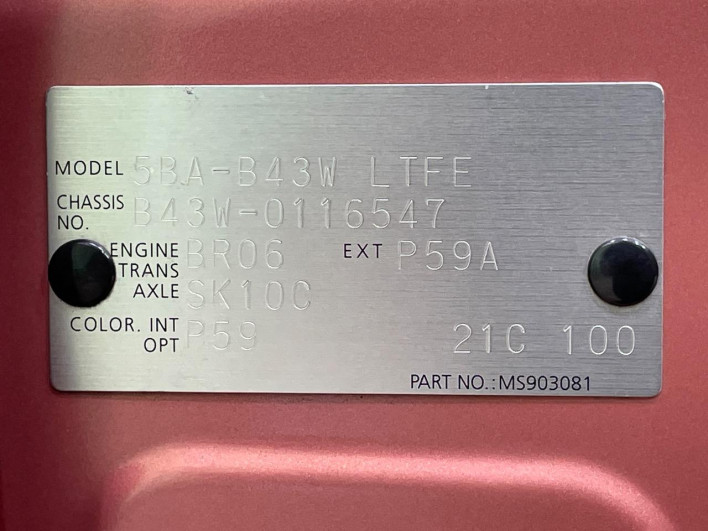 MODEL 5BA-B43W LTFE
CHASSIS NO. B43W-0116547
ENGINE BR06 EXT P59A
TRANS AXLE SK10C
COLOR. INT P59
OPT 21C 100
PART NO.:MS903081